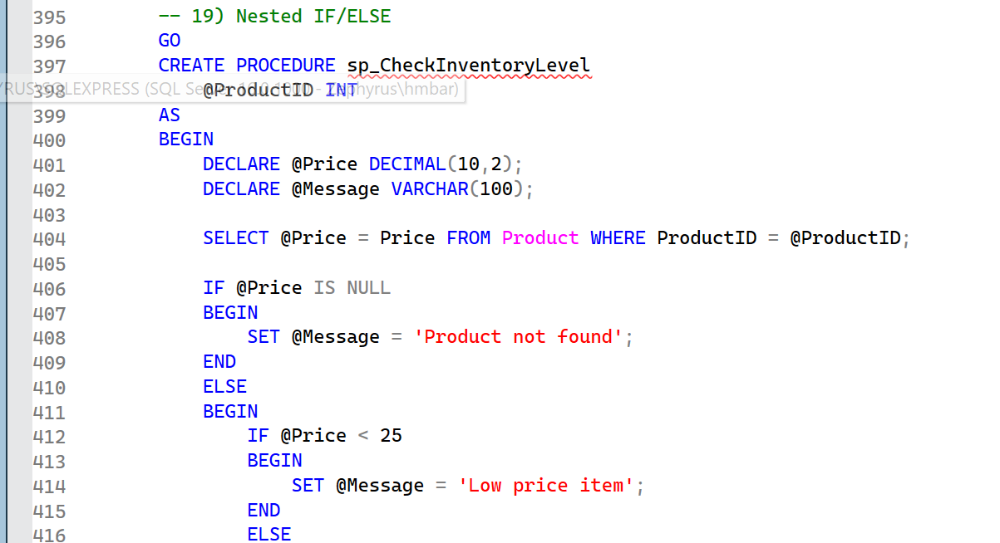 395 -- 19) Nested IF/ELSE
396 GO
397 CREATE PROCEDURE sp_CheckInventoryLevel
398 @ProductID INT
(SQL - \hmbar)
399 AS
400 BEGIN
401 DECLARE @Price DECIMAL(10,2);
402 DECLARE @Message VARCHAR(100);
403
404 SELECT @Price = Price FROM Product WHERE ProductID = @ProductID;
405
406 IF @Price IS NULL
407 BEGIN
408 SET @Message = 'Product not found';
409 END
410 ELSE
411 BEGIN
412 IF @Price < 25
413 BEGIN
414 SET @Message = 'Low price item';
415 END
416 ELSE